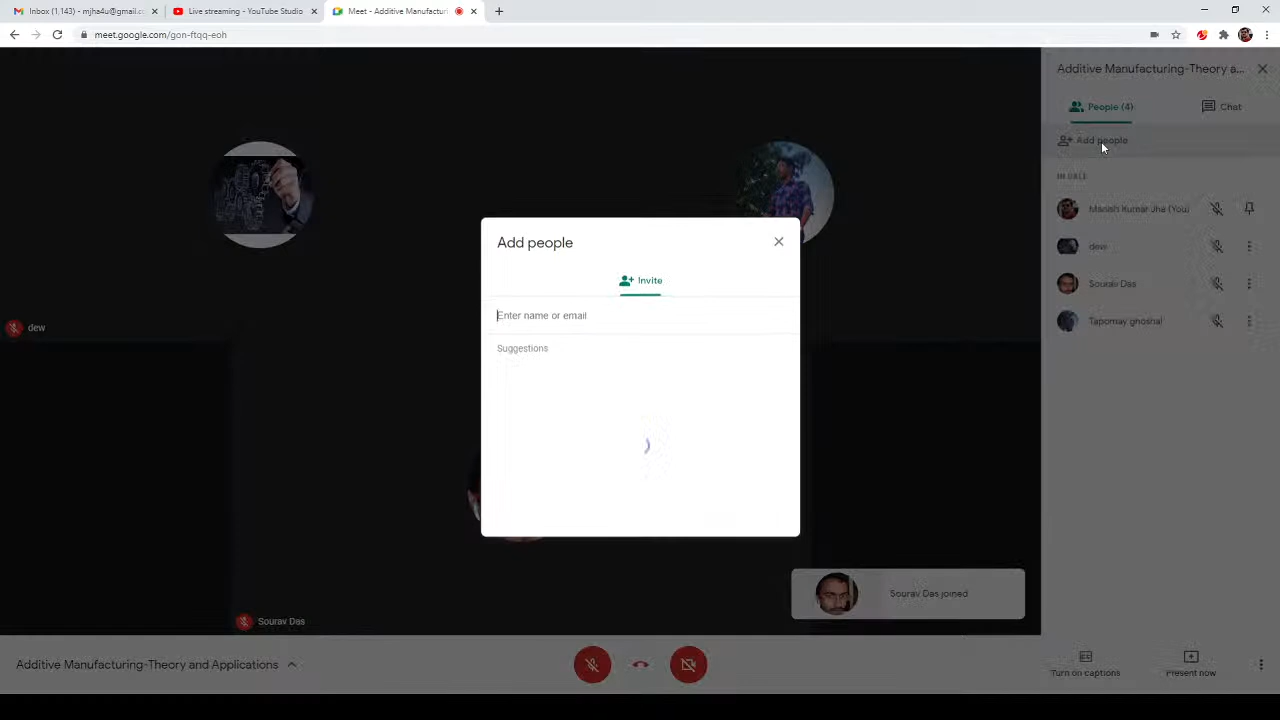 Inbox (1,143) - mjha4u@gmail.c
Live streaming - YouTube Studio
Meet - Additive Manufacturi
meet.google.com/gon-ftqq-eoh
Additive Manufacturing-Theory a...
People (4)
Chat
Add people
IN CALL
Manish Kumar Jha (You)
dew
Sourav Das
Tapomay ghoshal
Add people
Invite
Enter name or email
Suggestions
dew
Sourav Das joined
Sourav Das
Additive Manufacturing-Theory and Applications
Turn on captions
Present now